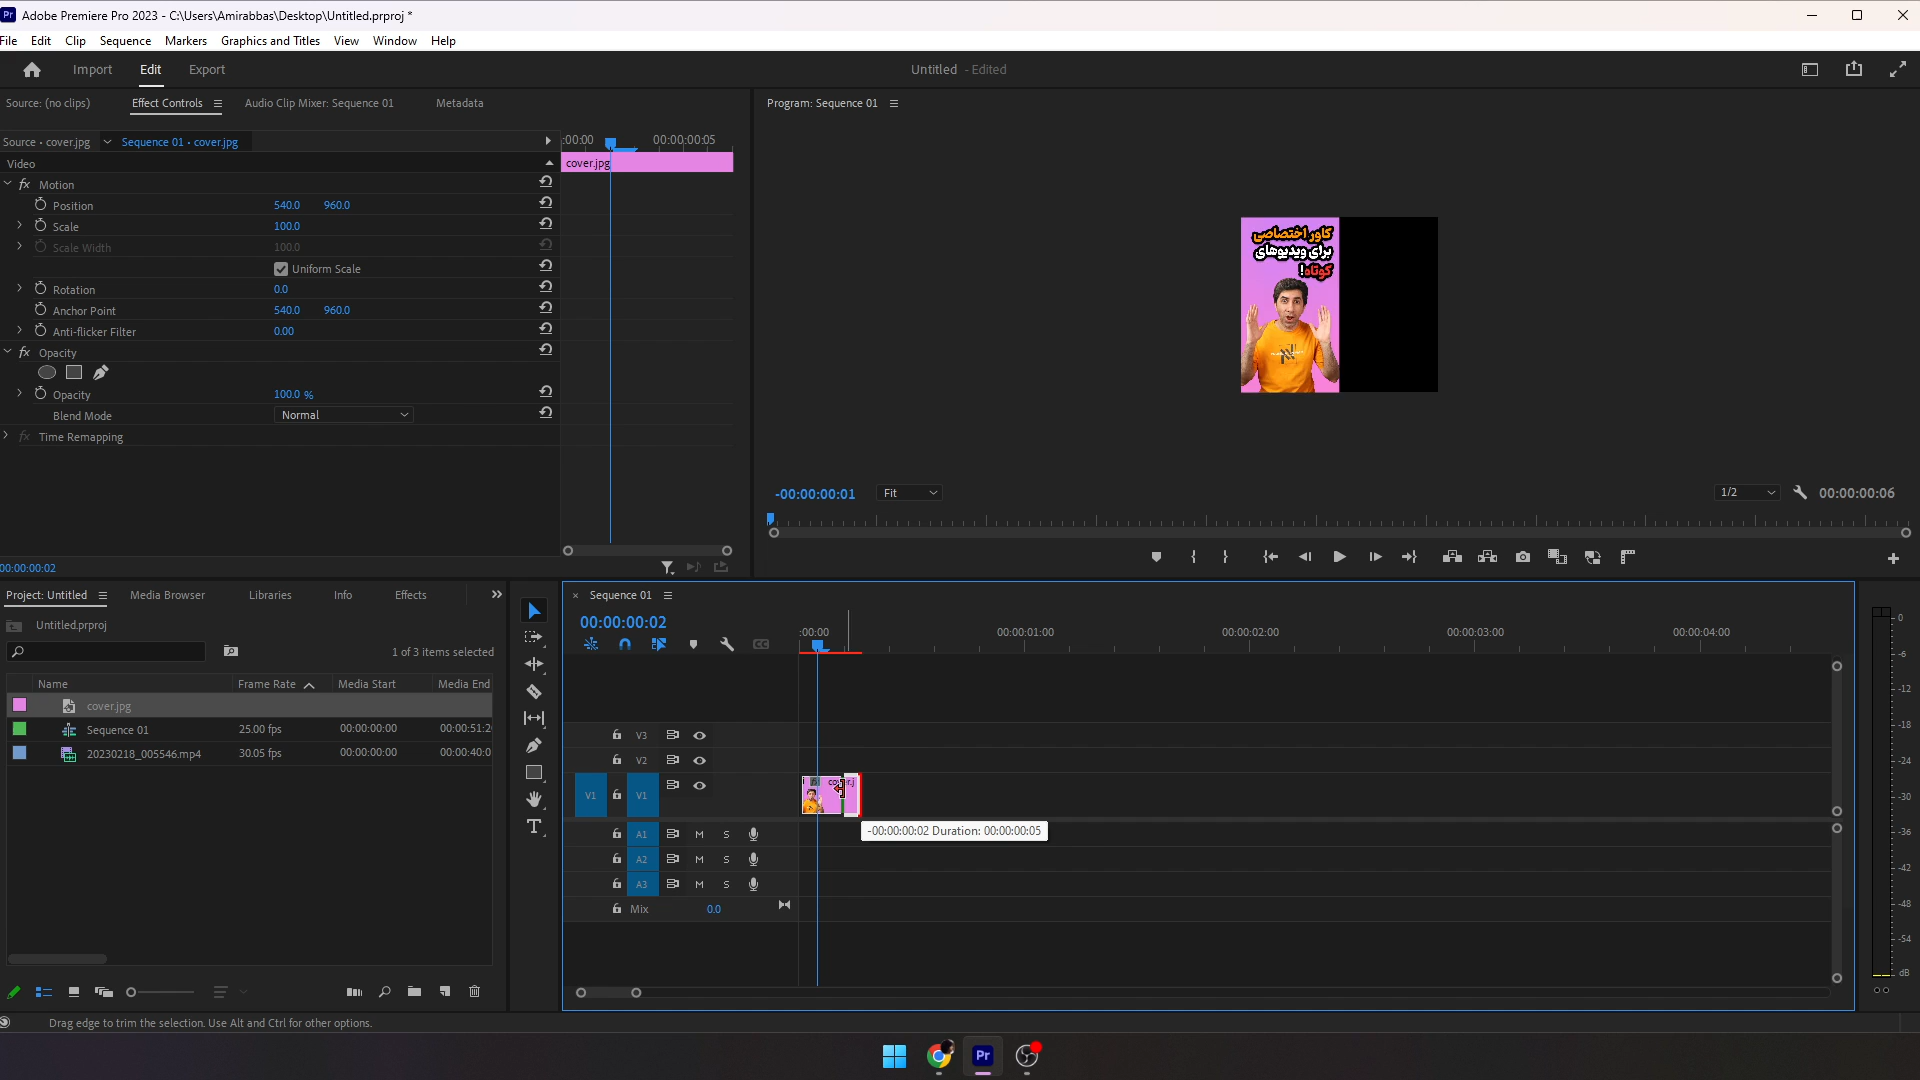 Adobe Premiere Pro 2023 - C:\Users\Amirabbas\Desktop\Untitled.prproj *
File Edit Clip Sequence Markers Graphics and Titles View Window Help
Import Edit Export
Untitled - Edited
Source: (no clips) Effect Controls Audio Clip Mixer: Sequence 01 Metadata
Program: Sequence 01
Source • cover.jpg Sequence 01 • cover.jpg
:00:00 00:00:00:05
Video
cover.jpg
fx Motion
Position 540.0 960.0
Scale 100.0
Scale Width 100.0
Uniform Scale
Rotation 0.0
Anchor Point 540.0 960.0
Anti-flicker Filter 0.00
fx Opacity
Opacity 100.0 %
Blend Mode Normal
fx Time Remapping
00:00:00:02
کاور اختصاصی
برای ویدیوهای
کوتاه!
-00:00:00:01 Fit 1/2 00:00:00:06
Project: Untitled Media Browser Libraries Info Effects
Untitled.prproj
1 of 3 items selected
Name Frame Rate Media Start Media End
cover.jpg
Sequence 01 25.00 fps 00:00:00:00 00:00:51:2
20230218_005546.mp4 30.05 fps 00:00:00:00 00:00:40:0
Sequence 01
00:00:00:02
:00:00 00:00:01:00 00:00:02:00 00:00:03:00 00:00:04:00
V3
V2
V1 V1
A1 M S
A2 M S
A3 M S
Mix 0.0
-00:00:00:02 Duration: 00:00:00:05
0
-6
-12
-18
-24
-30
-36
-42
-48
-54
dB
Drag edge to trim the selection. Use Alt and Ctrl for other options.
Pr